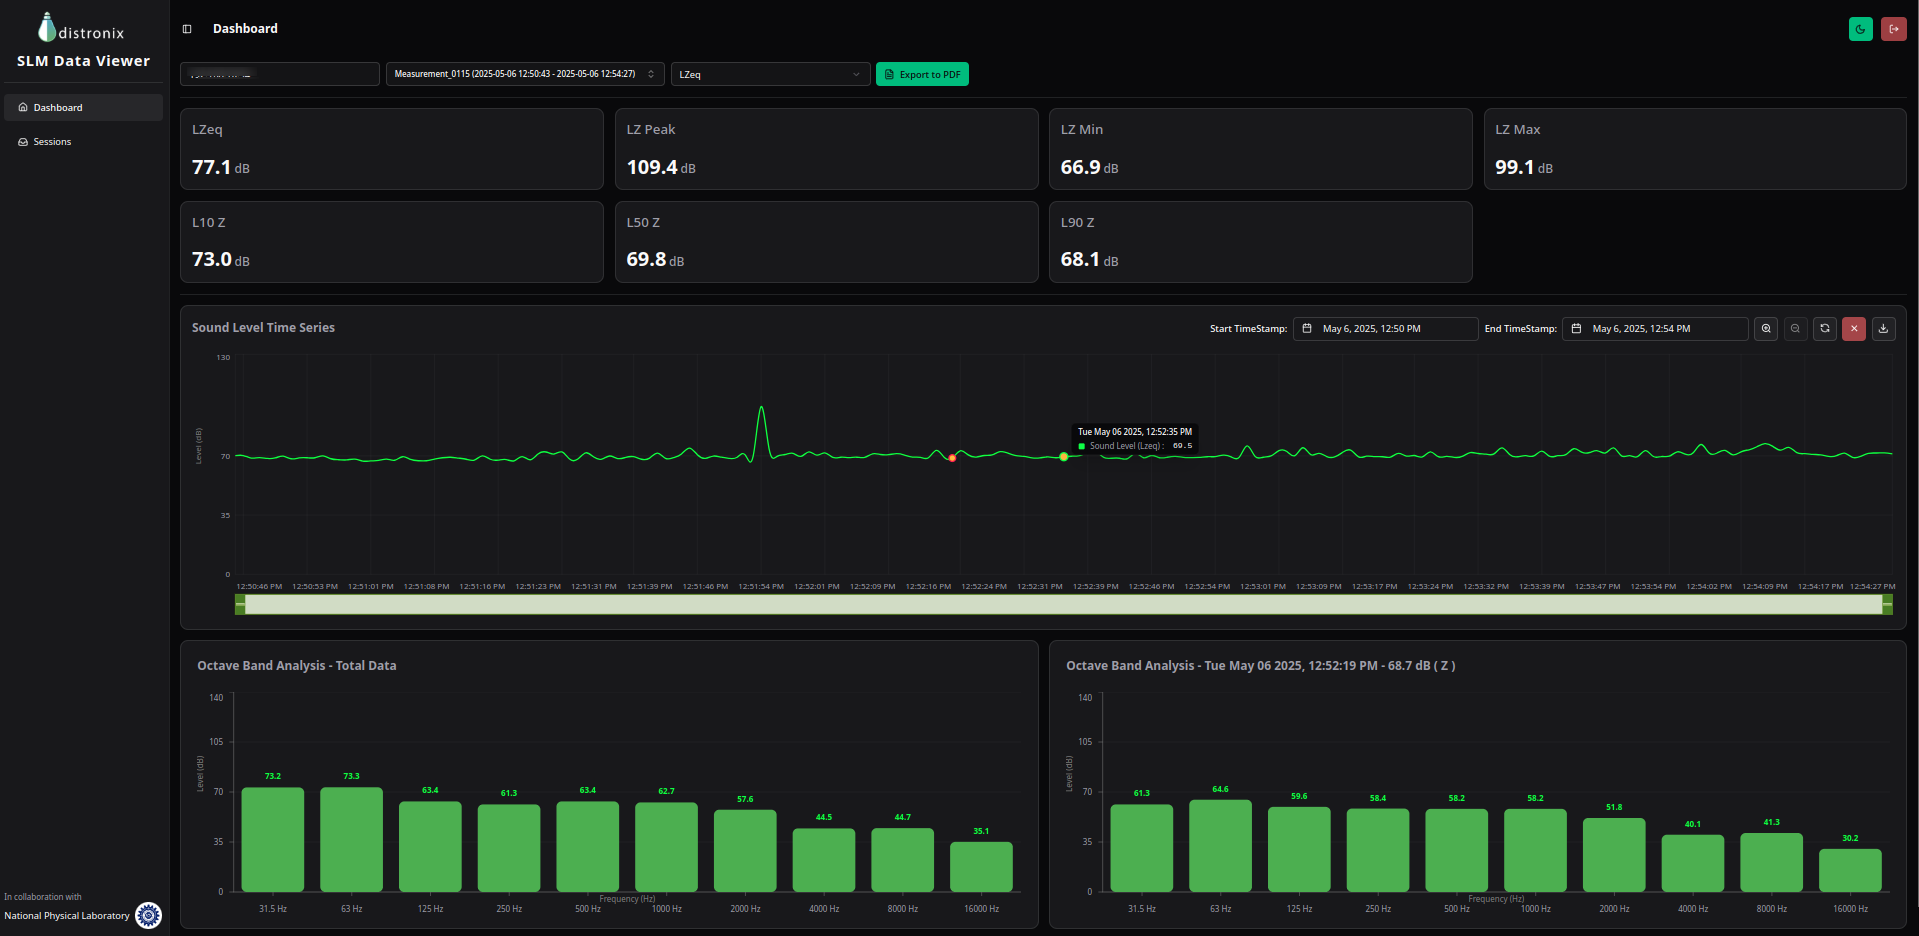 distronix
SLM Data Viewer
Dashboard
Sessions
In collaboration with
National Physical Laboratory
Dashboard
Measurement_0115 (2025-05-06 12:50:43 - 2025-05-06 12:54:27)
LZeq
Export to PDF
LZeq
77.1 dB
LZ Peak
109.4 dB
LZ Min
66.9 dB
LZ Max
99.1 dB
L10 Z
73.0 dB
L50 Z
69.8 dB
L90 Z
68.1 dB
Sound Level Time Series
Start TimeStamp: May 6, 2025, 12:50 PM End TimeStamp: May 6, 2025, 12:54 PM
130
70
35
0
Level (dB)
Tue May 06 2025, 12:52:35 PM
Sound Level (Lzeq) : 69.5
12:50:46 PM 12:50:53 PM 12:51:01 PM 12:51:08 PM 12:51:16 PM 12:51:23 PM 12:51:31 PM 12:51:39 PM 12:51:46 PM 12:51:54 PM 12:52:01 PM 12:52:09 PM 12:52:16 PM 12:52:24 PM 12:52:31 PM 12:52:39 PM 12:52:46 PM 12:52:54 PM 12:53:01 PM 12:53:09 PM 12:53:17 PM 12:53:24 PM 12:53:32 PM 12:53:39 PM 12:53:47 PM 12:53:54 PM 12:54:02 PM 12:54:09 PM 12:54:17 PM 12:54:27 PM
Octave Band Analysis - Total Data
140
105
70
35
0
Level (dB)
73.2 73.3 63.4 61.3 63.4 62.7 57.6 44.5 44.7 35.1
Frequency (Hz)
31.5 Hz 63 Hz 125 Hz 250 Hz 500 Hz 1000 Hz 2000 Hz 4000 Hz 8000 Hz 16000 Hz
Octave Band Analysis - Tue May 06 2025, 12:52:19 PM - 68.7 dB ( Z )
140
105
70
35
0
Level (dB)
61.3 64.6 59.6 58.4 58.2 58.2 51.8 40.1 41.3 30.2
Frequency (Hz)
31.5 Hz 63 Hz 125 Hz 250 Hz 500 Hz 1000 Hz 2000 Hz 4000 Hz 8000 Hz 16000 Hz